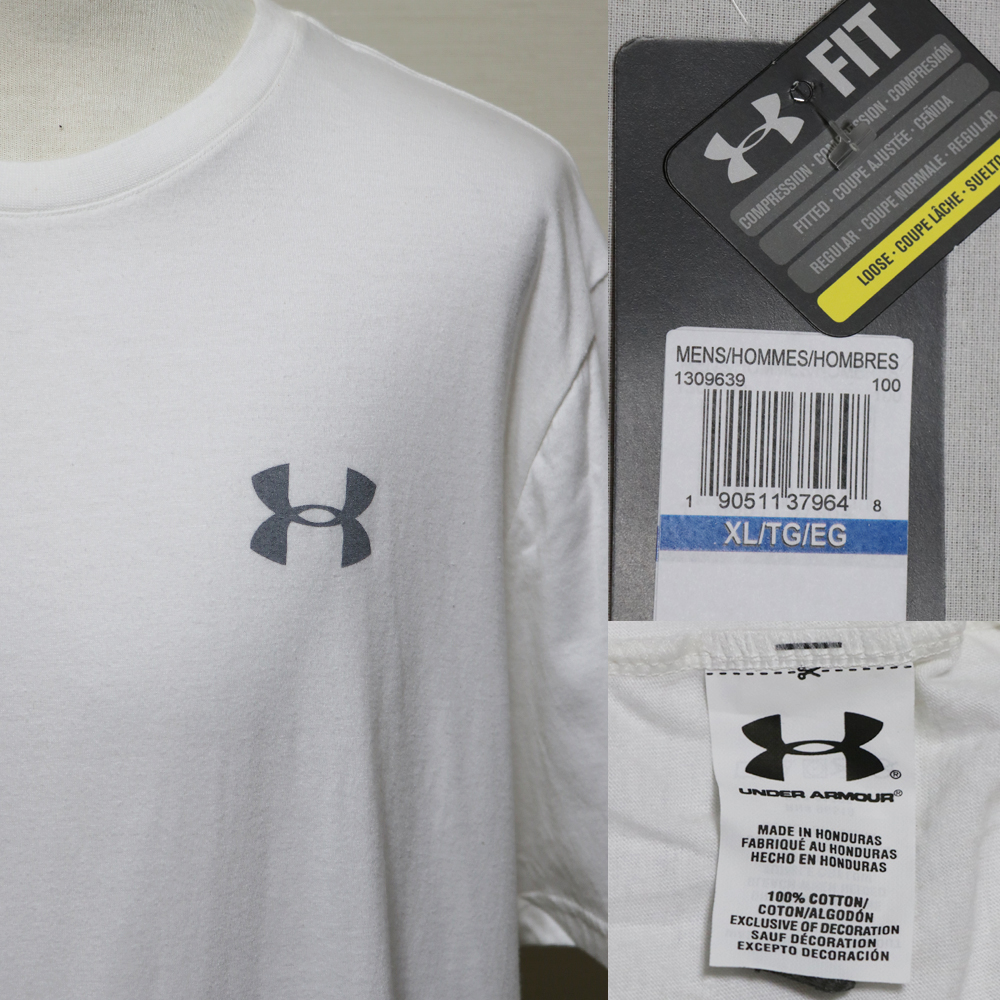 FIT
COMPRESSION · COMPRESSION · COMPRESIÓN
FITTED · COUPE AJUSTÉE · CEÑIDA
REGULAR · COUPE NORMALE · REGULAR
LOOSE · COUPE LÂCHE · SUELTO
MENS/HOMMES/HOMBRES
1309639 100
1 90511 37964 8
XL/TG/EG
®
UNDER ARMOUR®
MADE IN HONDURAS
FABRIQUÉ AU HONDURAS
HECHO EN HONDURAS
100% COTTON/
COTON/ALGODÓN
EXCLUSIVE OF DECORATION
SAUF DÉCORATION
EXCEPTO DECORACIÓN